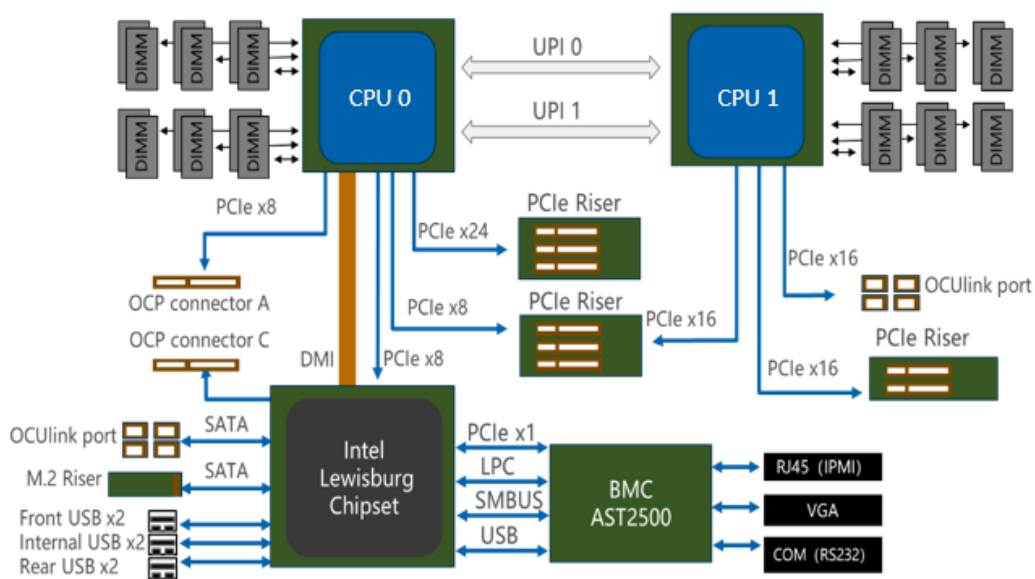 DIMM
DIMM
DIMM
DIMM
DIMM
DIMM
CPU 0
UPI 0
UPI 1
CPU 1
DIMM
DIMM
DIMM
DIMM
DIMM
DIMM
PCIe x8
PCIe x24
PCIe Riser
PCIe x16
OCUlink port
OCP connector A
PCIe x8
PCIe Riser
PCIe x16
PCIe Riser
PCIe x16
OCP connector C
DMI
PCIe x8
OCUlink port
SATA
M.2 Riser
SATA
Front USB x2
Internal USB x2
Rear USB x2
Intel
Lewisburg
Chipset
PCIe x1
LPC
SMBUS
USB
BMC
AST2500
RJ45 (IPMI)
VGA
COM (RS232)